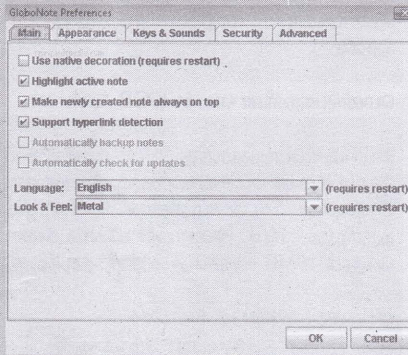 GloboNote Preferences
Main Appearance Keys & Sounds Security Advanced
Use native decoration (requires restart)
Highlight active note
Make newly created note always on top
Support hyperlink detection
Automatically backup notes
Automatically check for updates
Language: English (requires restart)
Look & Feel: Metal (requires restart)
OK Cancel